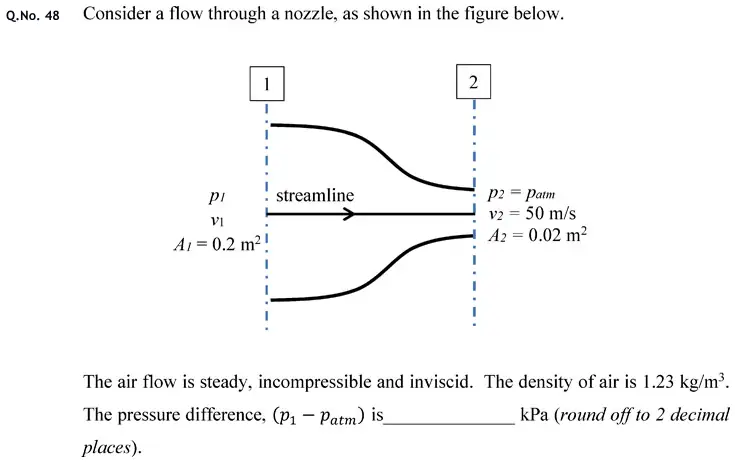 Q.No. 48 Consider a flow through a nozzle, as shown in the figure below.
1
2
p1
streamline
p2 = patm
v1
v2 = 50 m/s
A1 = 0.2 m²
A2 = 0.02 m²
The air flow is steady, incompressible and inviscid. The density of air is 1.23 kg/m³.
The pressure difference, (p₁ − pₐₜₘ) is______________ kPa (round off to 2 decimal
places).